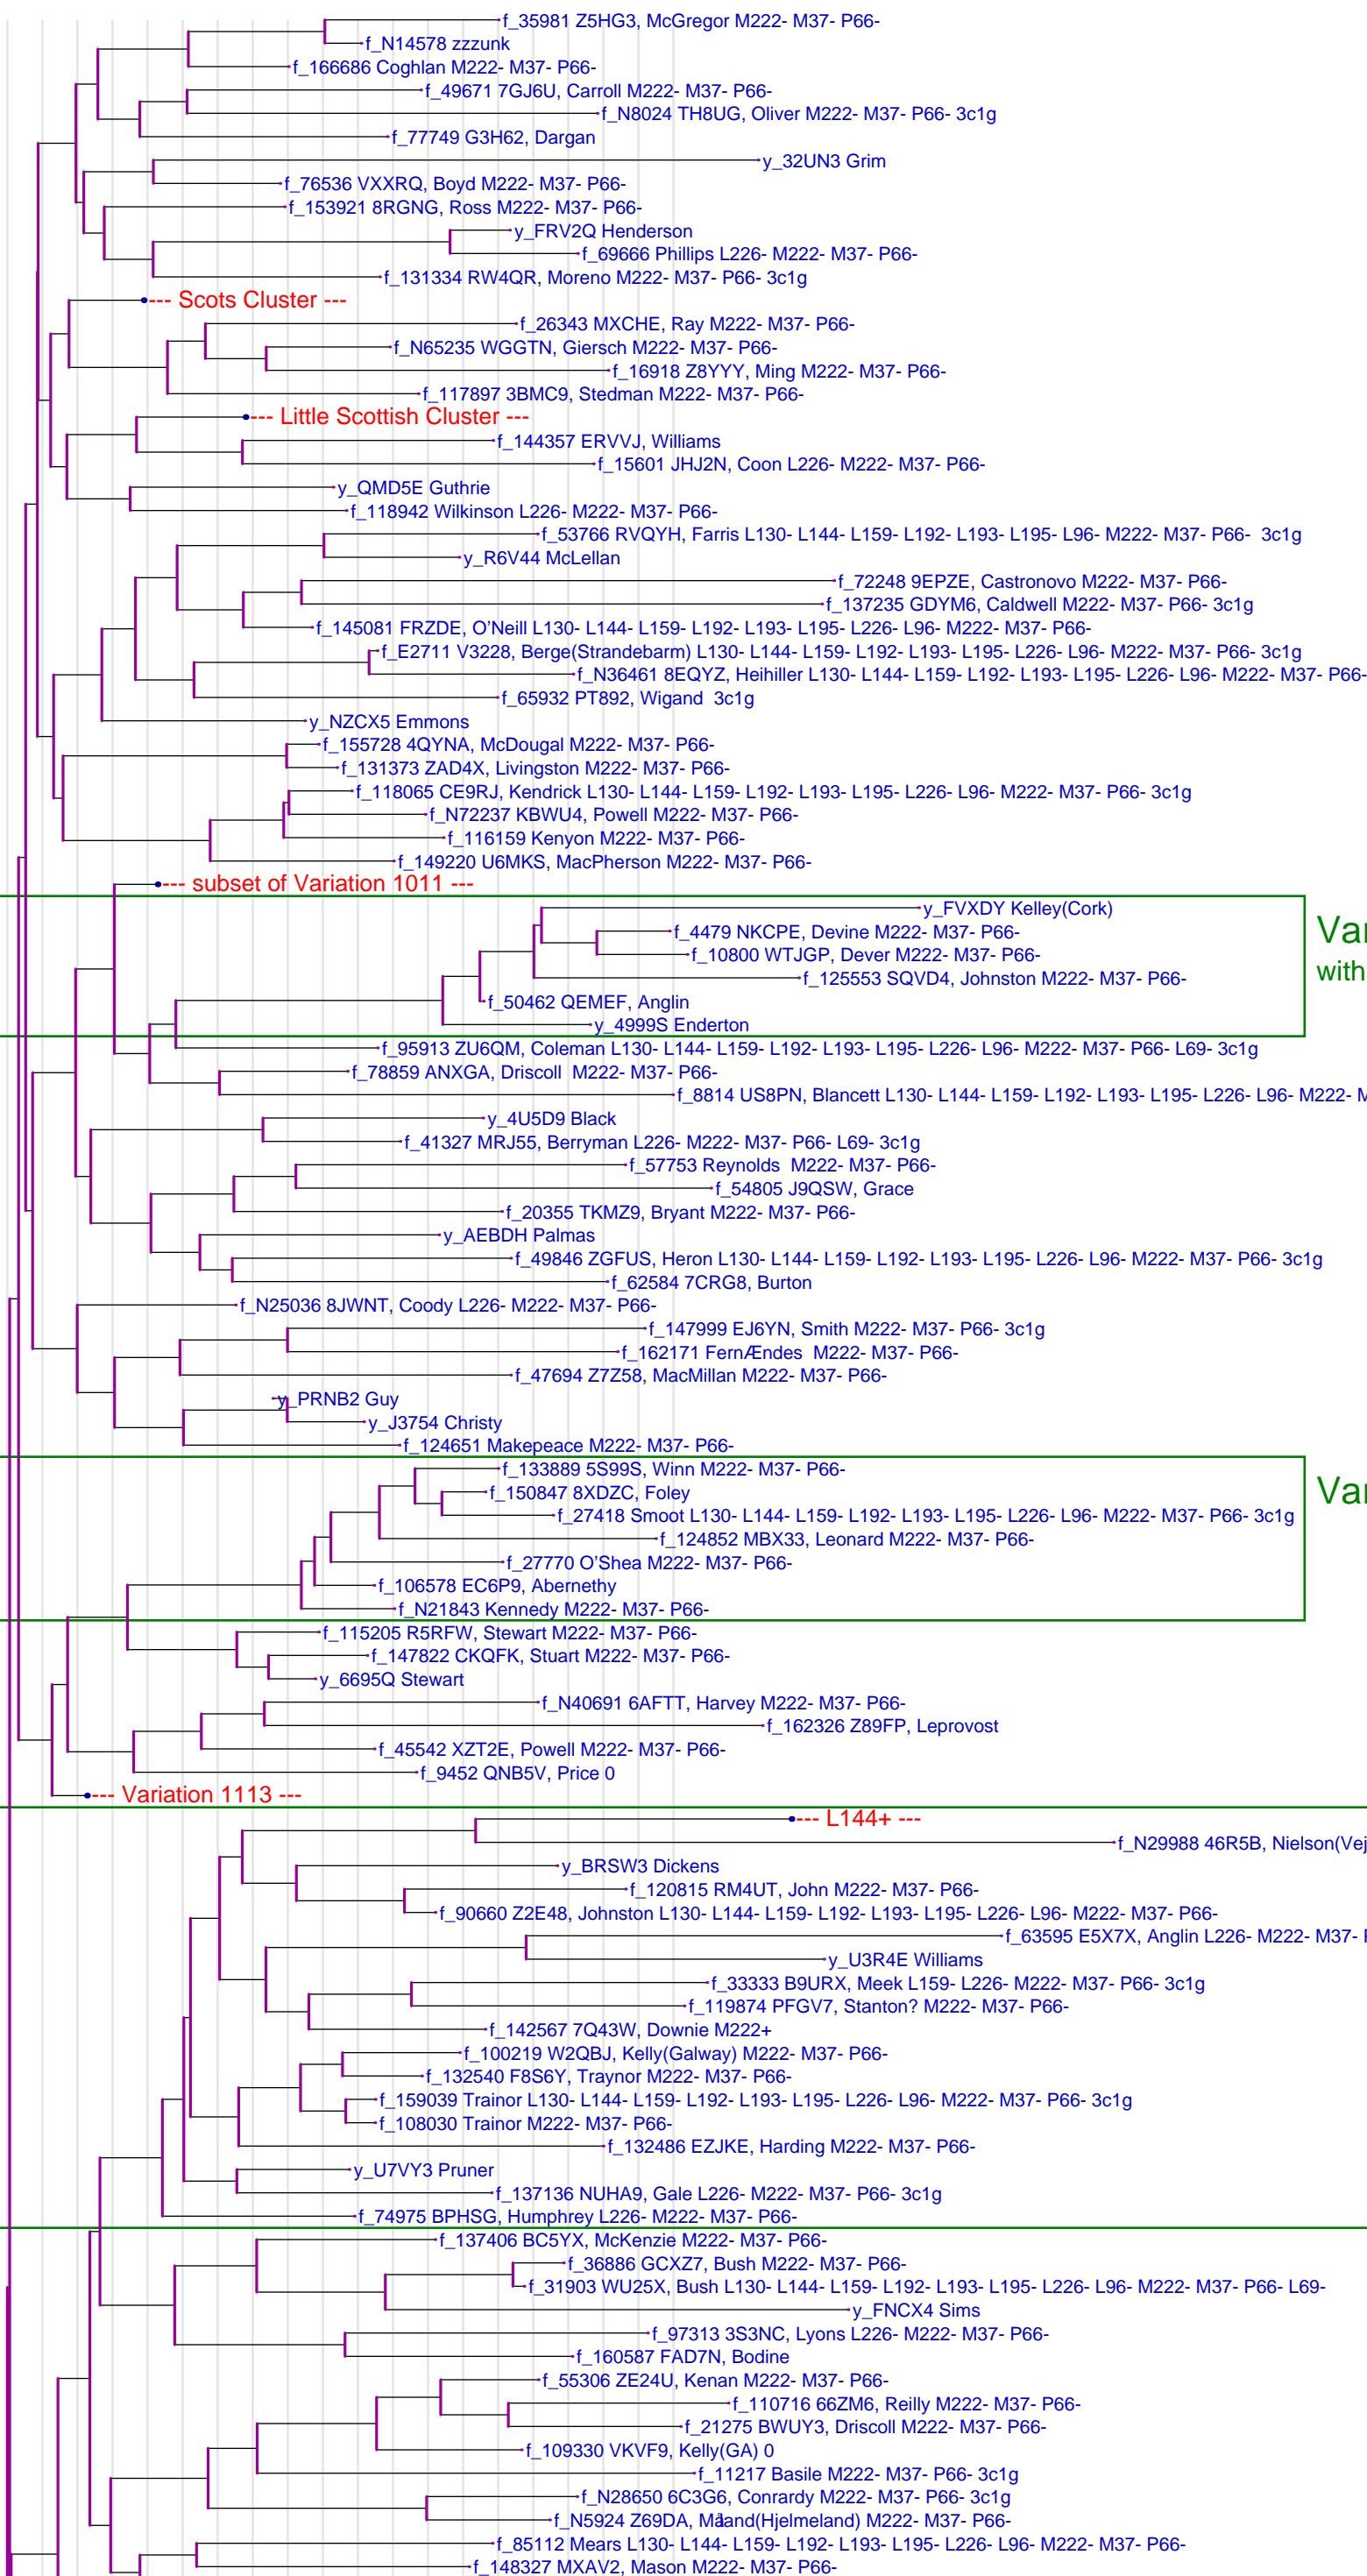 f_35981 Z5HG3, McGregor M222- M37- P66-
f_N14578 zzzunk
f_166686 Coghlan M222- M37- P66-
f_49671 7GJ6U, Carroll M222- M37- P66-
f_N8024 TH8UG, Oliver M222- M37- P66- 3c1g
f_77749 G3H62, Dargan
y_32UN3 Grim
f_76536 VXXRQ, Boyd M222- M37- P66-
f_153921 8RGNG, Ross M222- M37- P66-
y_FRV2Q Henderson
f_69666 Phillips L226- M222- M37- P66-
f_131334 RW4QR, Moreno M222- M37- P66- 3c1g
--- Scots Cluster ---
f_26343 MXCHE, Ray M222- M37- P66-
f_N65235 WGGTN, Giersch M222- M37- P66-
f_16918 Z8YYY, Ming M222- M37- P66-
f_117897 3BMC9, Stedman M222- M37- P66-
--- Little Scottish Cluster ---
f_144357 ERVVJ, Williams
f_15601 JHJ2N, Coon L226- M222- M37- P66-
y_QMD5E Guthrie
f_118942 Wilkinson L226- M222- M37- P66-
f_53766 RVQYH, Farris L130- L144- L159- L192- L193- L195- L96- M222- M37- P66-  3c1g
y_R6V44 McLellan
f_72248 9EPZE, Castronovo M222- M37- P66-
f_137235 GDYM6, Caldwell M222- M37- P66- 3c1g
f_145081 FRZDE, O'Neill L130- L144- L159- L192- L193- L195- L226- L96- M222- M37- P66-
f_E2711 V3228, Berge(Strandebarm) L130- L144- L159- L192- L193- L195- L226- L96- M222- M37- P66- 3c1g
f_N36461 8EQYZ, Heihiller L130- L144- L159- L192- L193- L195- L226- L96- M222- M37- P66-
f_65932 PT892, Wigand  3c1g
y_NZCX5 Emmons
f_155728 4QYNA, McDougal M222- M37- P66-
f_131373 ZAD4X, Livingston M222- M37- P66-
f_118065 CE9RJ, Kendrick L130- L144- L159- L192- L193- L195- L226- L96- M222- M37- P66- 3c1g
f_N72237 KBWU4, Powell M222- M37- P66-
f_116159 Kenyon M222- M37- P66-
f_149220 U6MKS, MacPherson M222- M37- P66-
--- subset of Variation 1011 ---
y_FVXDY Kelley(Cork)
Var
f_4479 NKCPE, Devine M222- M37- P66-
f_10800 WTJGP, Dever M222- M37- P66-
with
f_125553 SQVD4, Johnston M222- M37- P66-
f_50462 QEMEF, Anglin
y_4999S Enderton
f_95913 ZU6QM, Coleman L130- L144- L159- L192- L193- L195- L226- L96- M222- M37- P66- L69- 3c1g
f_78859 ANXGA, Driscoll  M222- M37- P66-
f_8814 US8PN, Blancett L130- L144- L159- L192- L193- L195- L226- L96- M222- M
y_4U5D9 Black
f_41327 MRJ55, Berryman L226- M222- M37- P66- L69- 3c1g
f_57753 Reynolds  M222- M37- P66-
f_54805 J9QSW, Grace
f_20355 TKMZ9, Bryant M222- M37- P66-
y_AEBDH Palmas
f_49846 ZGFUS, Heron L130- L144- L159- L192- L193- L195- L226- L96- M222- M37- P66- 3c1g
f_62584 7CRG8, Burton
f_N25036 8JWNT, Coody L226- M222- M37- P66-
f_147999 EJ6YN, Smith M222- M37- P66- 3c1g
f_162171 FernÆndes  M222- M37- P66-
f_47694 Z7Z58, MacMillan M222- M37- P66-
y_PRNB2 Guy
y_J3754 Christy
f_124651 Makepeace M222- M37- P66-
f_133889 5S99S, Winn M222- M37- P66-
f_150847 8XDZC, Foley
Var
f_27418 Smoot L130- L144- L159- L192- L193- L195- L226- L96- M222- M37- P66- 3c1g
f_124852 MBX33, Leonard M222- M37- P66-
f_27770 O'Shea M222- M37- P66-
f_106578 EC6P9, Abernethy
f_N21843 Kennedy M222- M37- P66-
f_115205 R5RFW, Stewart M222- M37- P66-
f_147822 CKQFK, Stuart M222- M37- P66-
y_6695Q Stewart
f_N40691 6AFTT, Harvey M222- M37- P66-
f_162326 Z89FP, Leprovost
f_45542 XZT2E, Powell M222- M37- P66-
f_9452 QNB5V, Price 0
--- Variation 1113 ---
--- L144+ ---
f_N29988 46R5B, Nielson(Vej
y_BRSW3 Dickens
f_120815 RM4UT, John M222- M37- P66-
f_90660 Z2E48, Johnston L130- L144- L159- L192- L193- L195- L226- L96- M222- M37- P66-
f_63595 E5X7X, Anglin L226- M222- M37- P
y_U3R4E Williams
f_33333 B9URX, Meek L159- L226- M222- M37- P66- 3c1g
f_119874 PFGV7, Stanton? M222- M37- P66-
f_142567 7Q43W, Downie M222+
f_100219 W2QBJ, Kelly(Galway) M222- M37- P66-
f_132540 F8S6Y, Traynor M222- M37- P66-
f_159039 Trainor L130- L144- L159- L192- L193- L195- L226- L96- M222- M37- P66- 3c1g
f_108030 Trainor M222- M37- P66-
f_132486 EZJKE, Harding M222- M37- P66-
y_U7VY3 Pruner
f_137136 NUHA9, Gale L226- M222- M37- P66- 3c1g
f_74975 BPHSG, Humphrey L226- M222- M37- P66-
f_137406 BC5YX, McKenzie M222- M37- P66-
f_36886 GCXZ7, Bush M222- M37- P66-
f_31903 WU25X, Bush L130- L144- L159- L192- L193- L195- L226- L96- M222- M37- P66- L69-
y_FNCX4 Sims
f_97313 3S3NC, Lyons L226- M222- M37- P66-
f_160587 FAD7N, Bodine
f_55306 ZE24U, Kenan M222- M37- P66-
f_110716 66ZM6, Reilly M222- M37- P66-
f_21275 BWUY3, Driscoll M222- M37- P66-
f_109330 VKVF9, Kelly(GA) 0
f_11217 Basile M222- M37- P66- 3c1g
f_N28650 6C3G6, Conrardy M222- M37- P66- 3c1g
f_N5924 Z69DA, M222- M37- P66-
f_85112 Mears L130- L144- L159- L192- L193- L195- L226- L96- M222- M37- P66-
f_148327 MXAV2, Mason M222- M37- P66-